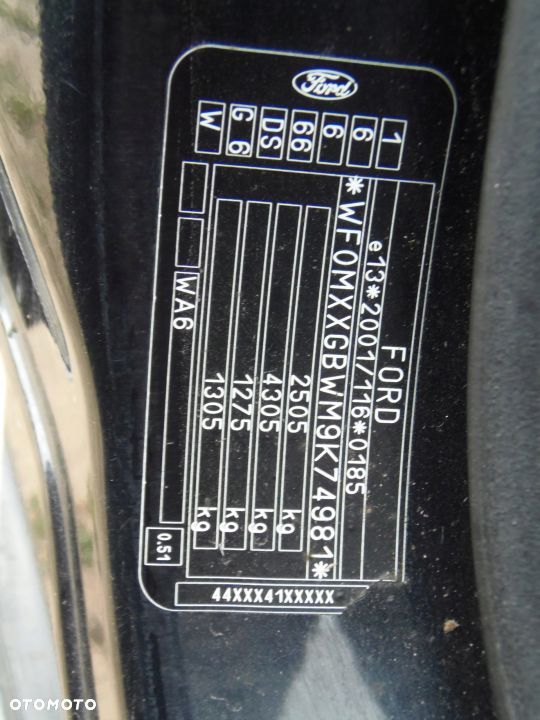 Ford
1 6 6 66 DS G 6 W
FORD
e13*2001/116*0185
*WF0MXXGBWM9K74981*
2505 kg
4305 kg
1275 kg
1305 kg
WA6
0.51
44XXX41XXXXX
OTOMOTO